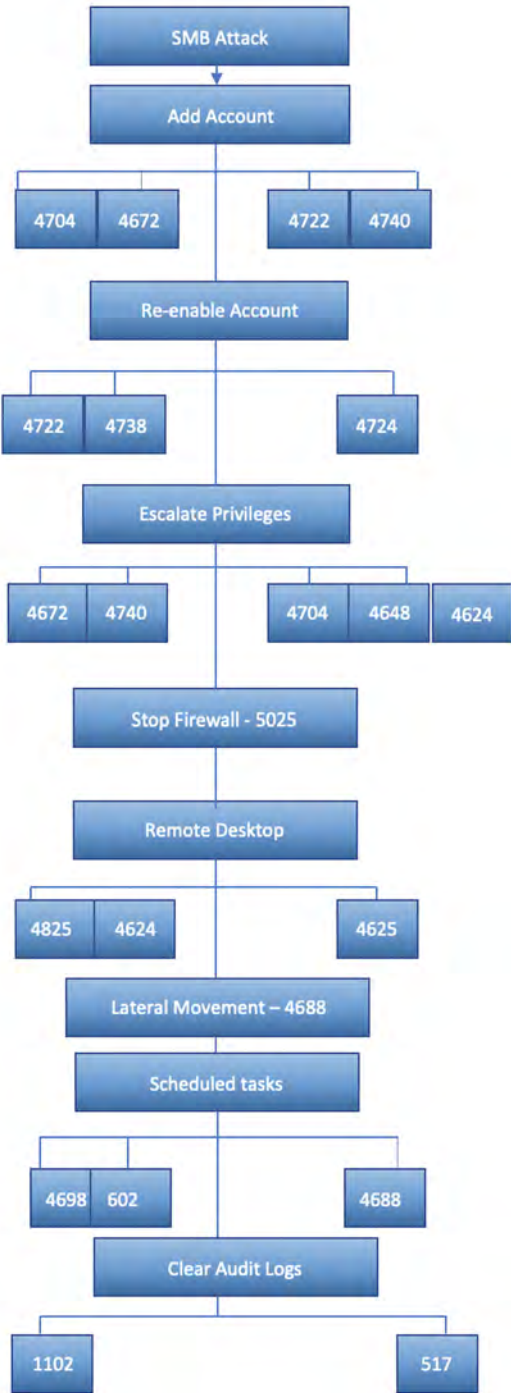 SMB Attack
Add Account
4704 4672 4722 4740
Re-enable Account
4722 4738 4724
Escalate Privileges
4672 4740 4704 4648 4624
Stop Firewall - 5025
Remote Desktop
4825 4624 4625
Lateral Movement – 4688
Scheduled tasks
4698 602 4688
Clear Audit Logs
1102 517